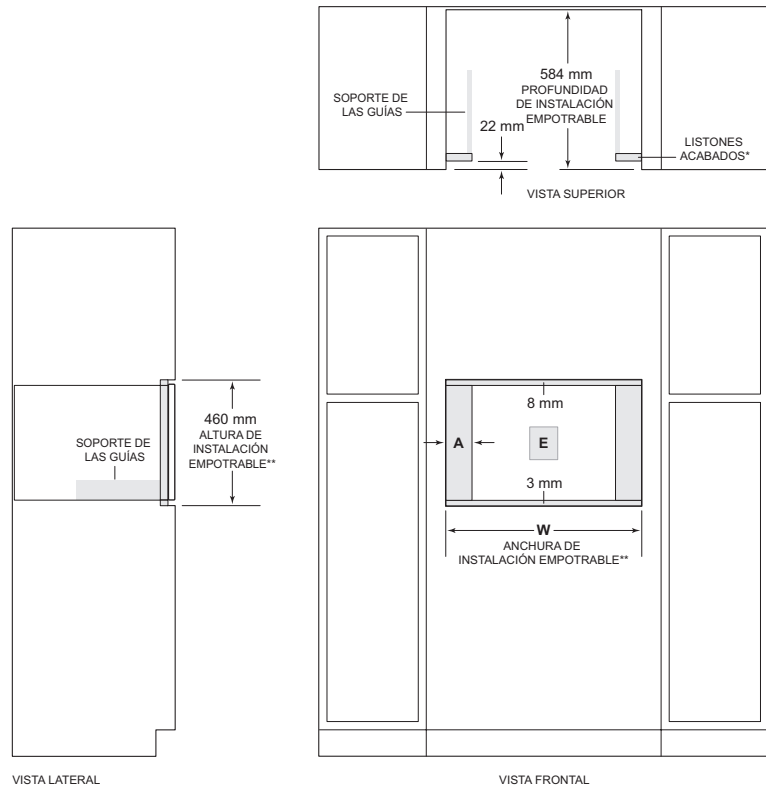 584 mm
PROFUNDIDAD
DE INSTALACIÓN
EMPOTRABLE
SOPORTE DE
LAS GUÍAS
22 mm
LISTONES
ACABADOS*
VISTA SUPERIOR
460 mm
ALTURA DE
INSTALACIÓN
EMPOTRABLE**
SOPORTE DE
LAS GUÍAS
VISTA LATERAL
8 mm
A
E
3 mm
W
ANCHURA DE
INSTALACIÓN EMPOTRABLE**
VISTA FRONTAL